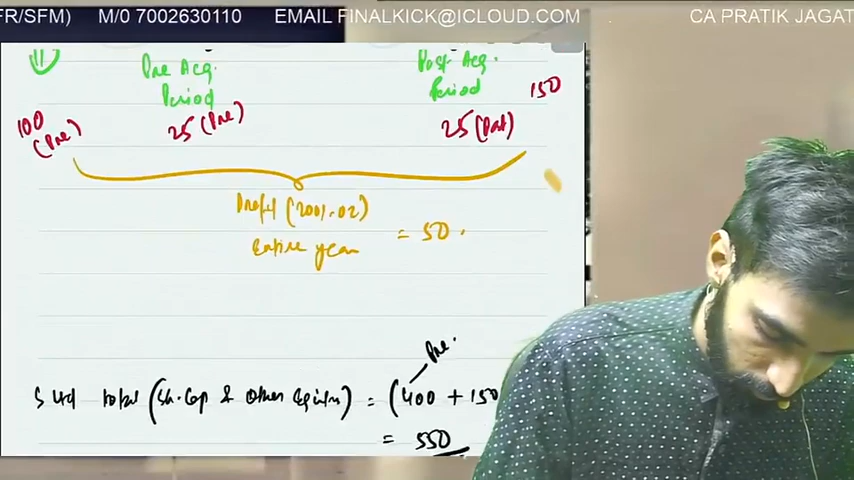 FR/SFM) M/0 7002630110 EMAIL FINALKICK@ICLOUD.COM CA PRATIK JAGAT
Pre Acq. Post Acq.
Period Period
150
100 (Pre) 25 (Pre) 25 (Post)
Profit (2001-02)
Entire year = 50
Pre.
S Ltd total (Sh. Cap & Other Equity) = (400 + 150
= 550